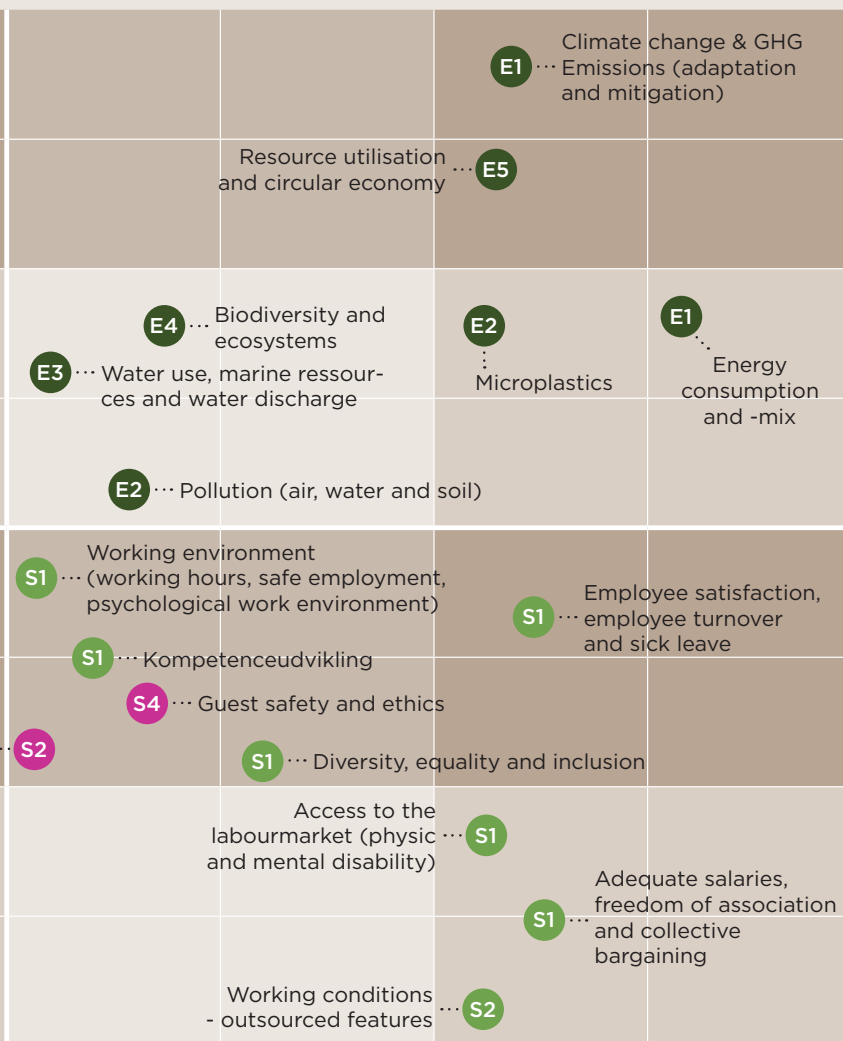 Climate change & GHG
E1
Emissions (adaptation
and mitigation)
Resource utilisation
and circular economy
E5
E4
Biodiversity and
ecosystems
E2
Microplastics
E1
Energy
consumption
and -mix
E3
Water use, marine ressour-
ces and water discharge
E2
Pollution (air, water and soil)
Working environment
S1
(working hours, safe employment,
psychological work environment)
S1
Employee satisfaction,
employee turnover
and sick leave
S1
Kompetenceudvikling
S4
Guest safety and ethics
S2
S1
Diversity, equality and inclusion
Access to the
labourmarket (physic
and mental disability)
S1
S1
Adequate salaries,
freedom of association
and collective
bargaining
Working conditions
- outsourced features
S2